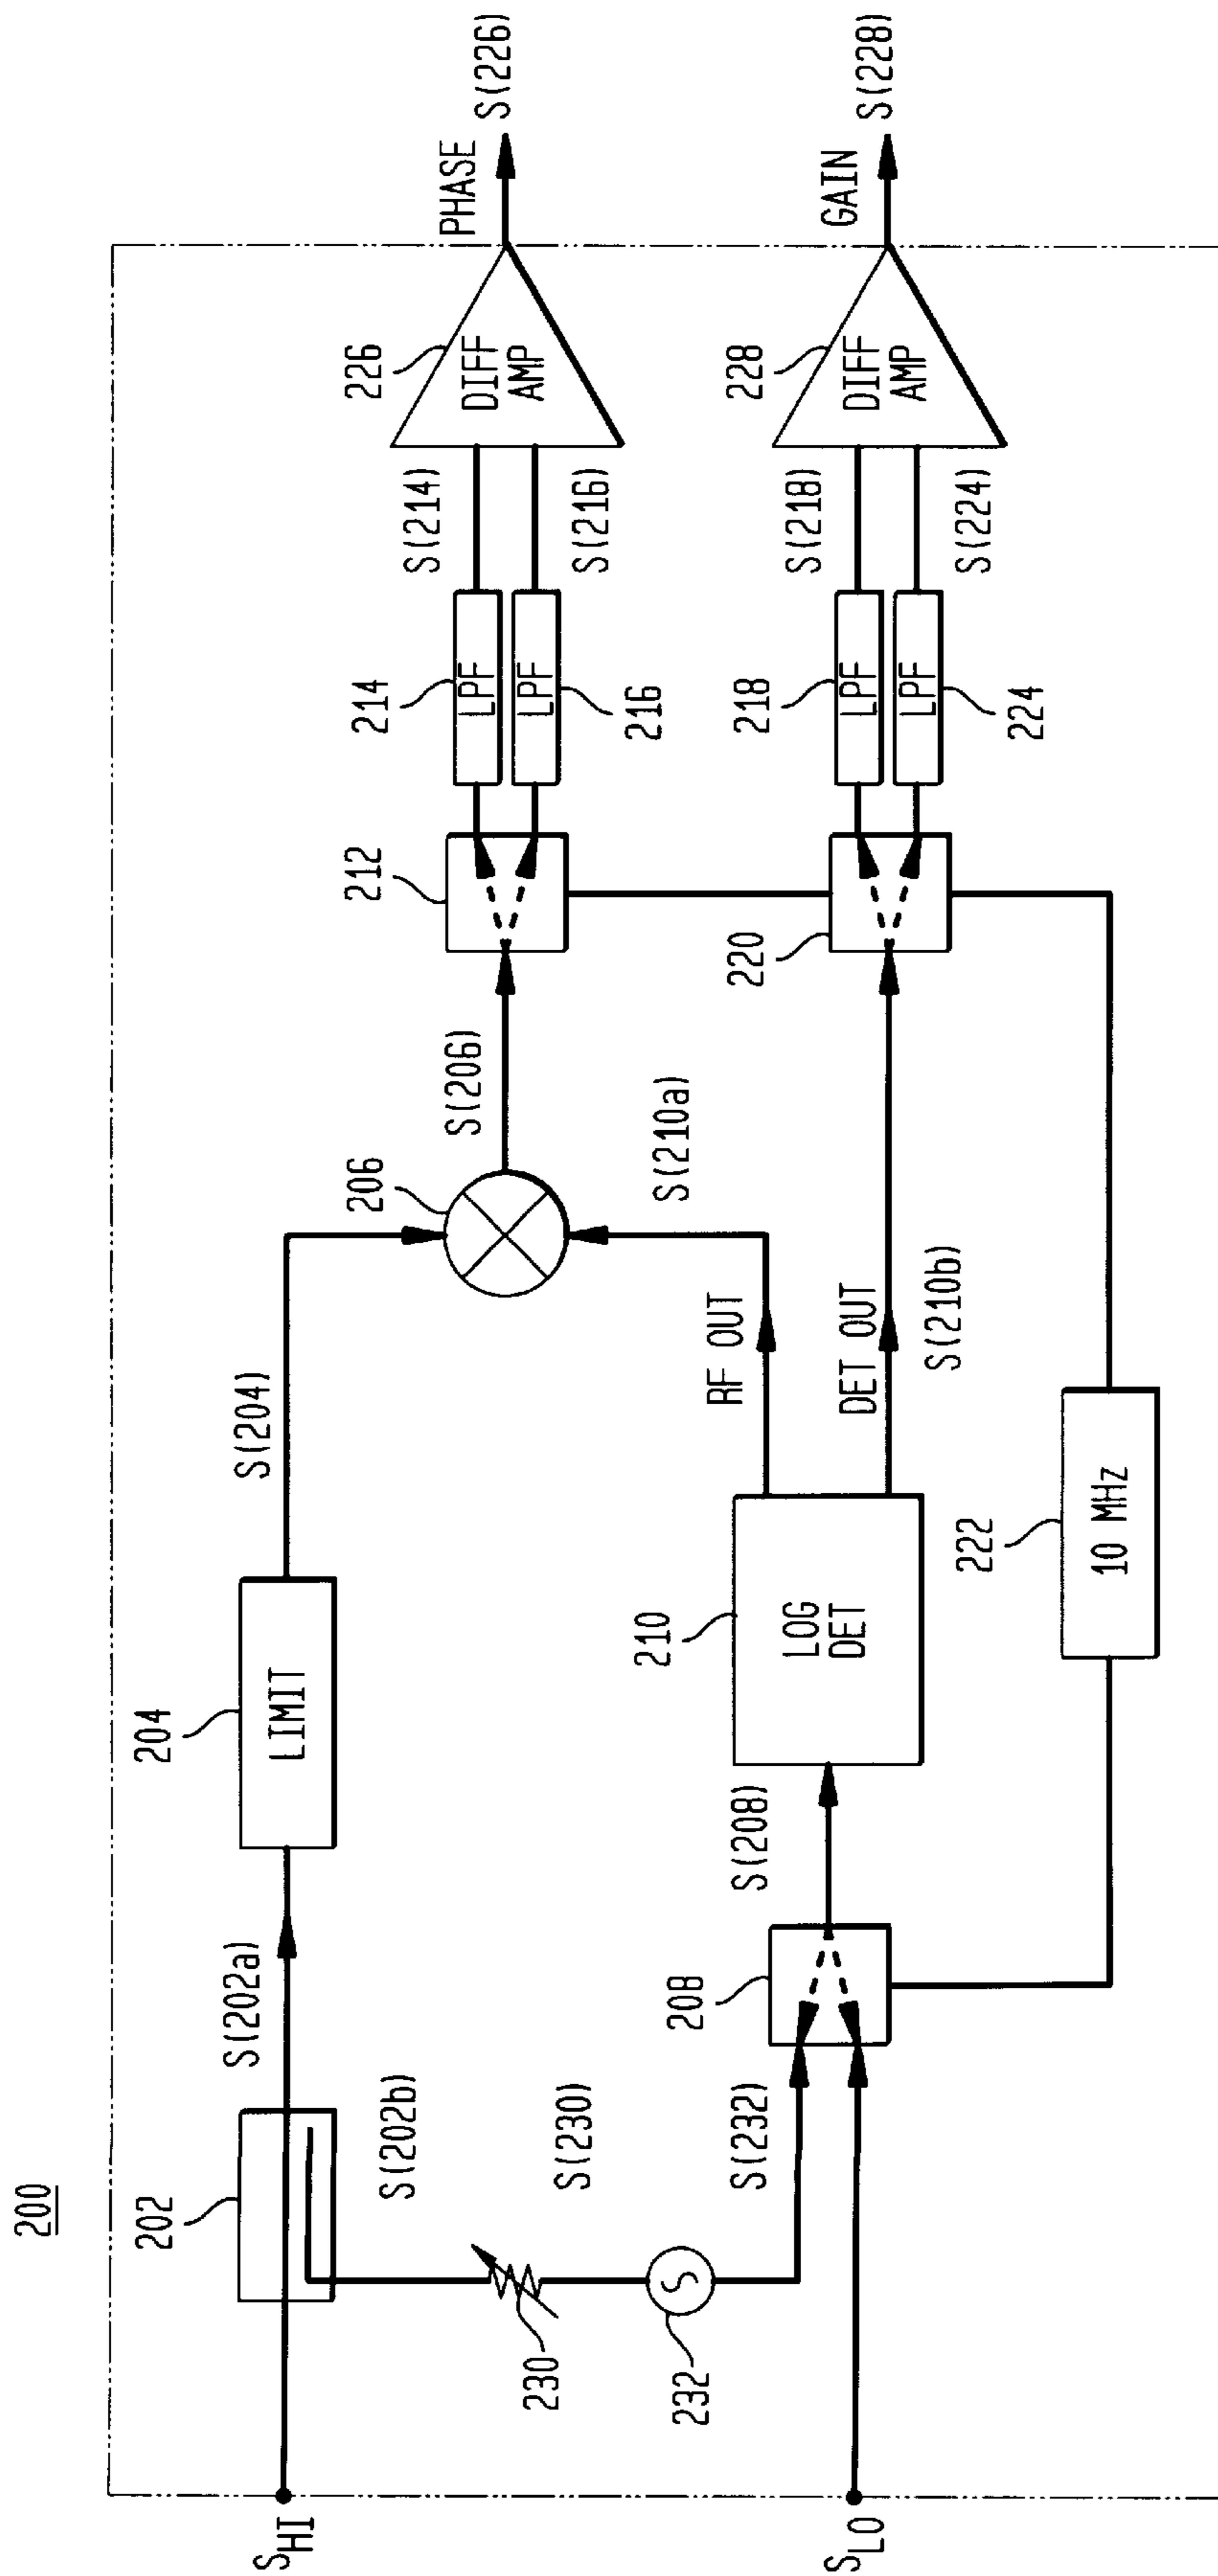 200
S_HI
S_LO
202
S(202a)
S(202b)
230
S(230)
232
S
S(232)
204
LIMIT
S(204)
208
S(208)
210
LOG
DET
RF OUT
DET OUT
S(210a)
S(210b)
222
10 MHz
206
S(206)
212
220
214
LPF
LPF
216
218
LPF
LPF
224
S(214)
S(216)
S(218)
S(224)
226
DIFF
AMP
228
DIFF
AMP
PHASE
S(226)
GAIN
S(228)